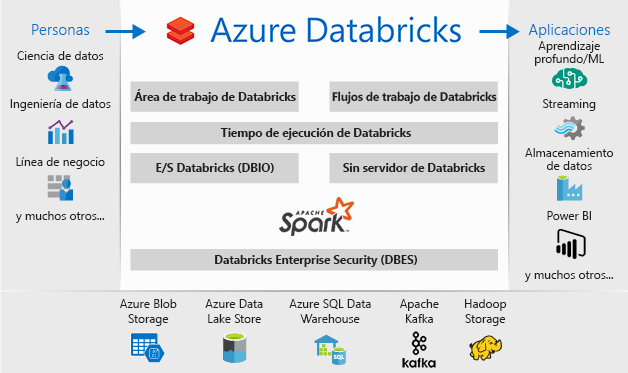 Personas
Azure Databricks
Aplicaciones
Ciencia de datos
Ingeniería de datos
Línea de negocio
y muchos otros...
Área de trabajo de Databricks
Flujos de trabajo de Databricks
Tiempo de ejecución de Databricks
E/S Databricks (DBIO)
Sin servidor de Databricks
APACHE
Spark™
Databricks Enterprise Security (DBES)
Aprendizaje
profundo/ML
Streaming
Almacenamiento
de datos
Power BI
y muchos otros...
Azure Blob
Storage
Azure Data
Lake Store
Azure SQL Data
Warehouse
SQL
Apache
Kafka
kafka
Hadoop
Storage